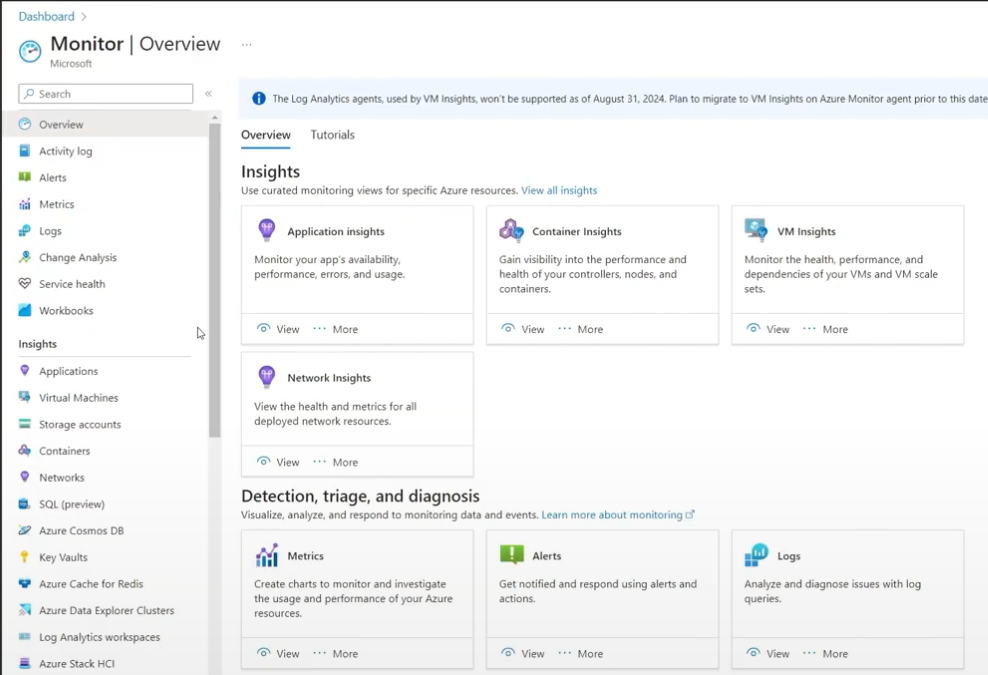 Dashboard >
Monitor | Overview ...
Microsoft
Search «
Overview
Activity log
Alerts
Metrics
Logs
Change Analysis
Service health
Workbooks
Insights
Applications
Virtual Machines
Storage accounts
Containers
Networks
SQL (preview)
Azure Cosmos DB
Key Vaults
Azure Cache for Redis
Azure Data Explorer Clusters
Log Analytics workspaces
Azure Stack HCI
The Log Analytics agents, used by VM Insights, won't be supported as of August 31, 2024. Plan to migrate to VM Insights on Azure Monitor agent prior to this date
Overview Tutorials
Insights
Use curated monitoring views for specific Azure resources. View all insights
Application insights
Monitor your app's availability,
performance, errors, and usage.
View ··· More
Container Insights
Gain visibility into the performance and
health of your controllers, nodes, and
containers.
View ··· More
VM Insights
Monitor the health, performance, and
dependencies of your VMs and VM scale
sets.
View ··· More
Network Insights
View the health and metrics for all
deployed network resources.
View ··· More
Detection, triage, and diagnosis
Visualize, analyze, and respond to monitoring data and events. Learn more about monitoring
Metrics
Create charts to monitor and investigate
the usage and performance of your Azure
resources.
View ··· More
Alerts
Get notified and respond using alerts and
actions.
View ··· More
Logs
Analyze and diagnose issues with log
queries.
View ··· More